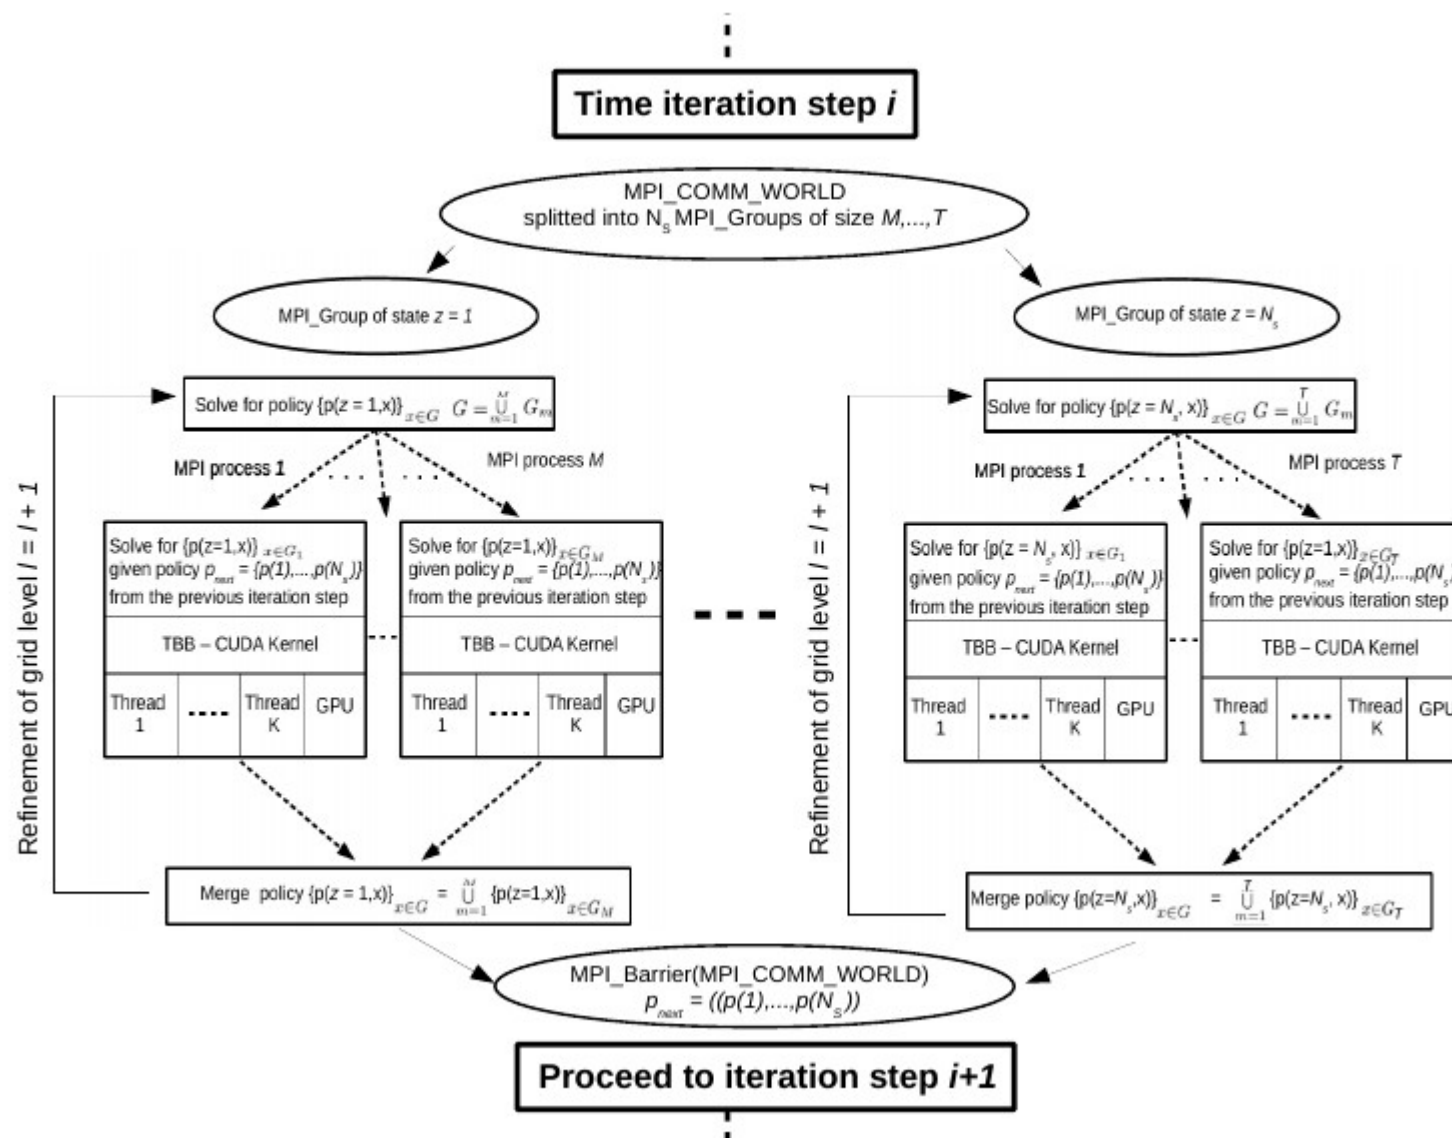 Time iteration step i
MPI_COMM_WORLD
splitted into N_s MPI_Groups of size M,...,T
MPI_Group of state z = 1
MPI_Group of state z = N_s
Solve for policy {p(z = 1,x)}_{x∈G} G = ⋃_{m=1}^{M} G_m
Solve for policy {p(z = N_s, x)}_{x∈G} G = ⋃_{m=1}^{T} G_m
MPI process 1
MPI process M
MPI process 1
MPI process T
Refinement of grid level l = l + 1
Refinement of grid level l = l + 1
Solve for {p(z=1,x)}_{x∈G_1}
given policy p_next = {p(1),...,p(N_s)}
from the previous iteration step
TBB – CUDA Kernel
Thread 1
Thread K
GPU
Solve for {p(z=1,x)}_{x∈G_M}
given policy p_next = {p(1),...,p(N_s)}
from the previous iteration step
TBB – CUDA Kernel
Thread 1
Thread K
GPU
Solve for {p(z = N_s, x)}_{x∈G_1}
given policy p_next = {p(1),...,p(N_s)}
from the previous iteration step
TBB – CUDA Kernel
Thread 1
Thread K
GPU
Solve for {p(z=1,x)}_{x∈G_T}
given policy p_next = {p(1),...,p(N_s)
from the previous iteration step
TBB – CUDA Kernel
Thread 1
Thread K
GPU
Merge policy {p(z = 1,x)}_{x∈G} = ⋃_{m=1}^{M} {p(z=1,x)}_{x∈G_M}
Merge policy {p(z=N_s,x)}_{x∈G} = ⋃_{m=1}^{T} {p(z=N_s, x)}_{x∈G_T}
MPI_Barrier(MPI_COMM_WORLD)
p_next = ((p(1),...,p(N_S))
Proceed to iteration step i+1